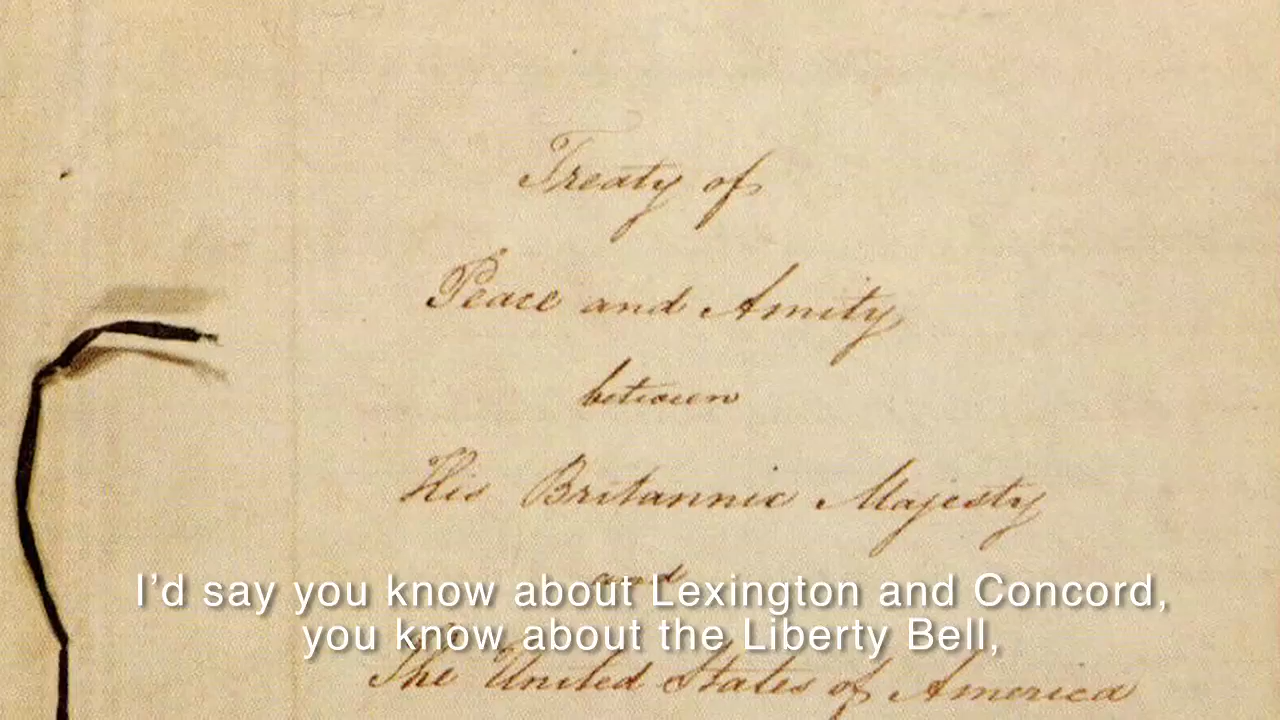 Treaty of
Peace and Amity
between
His Britannic Majesty
and
I’d say you know about Lexington and Concord,
you know about the Liberty Bell,
The United States of America